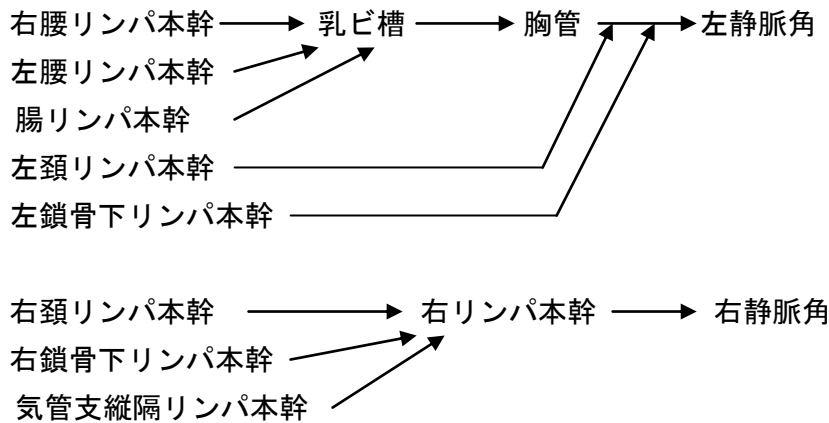 右腰リンパ本幹 乳ビ槽 胸管 左静脈角
左腰リンパ本幹
腸リンパ本幹
左頚リンパ本幹
左鎖骨下リンパ本幹
右頚リンパ本幹 右リンパ本幹 右静脈角
右鎖骨下リンパ本幹
気管支縦隔リンパ本幹